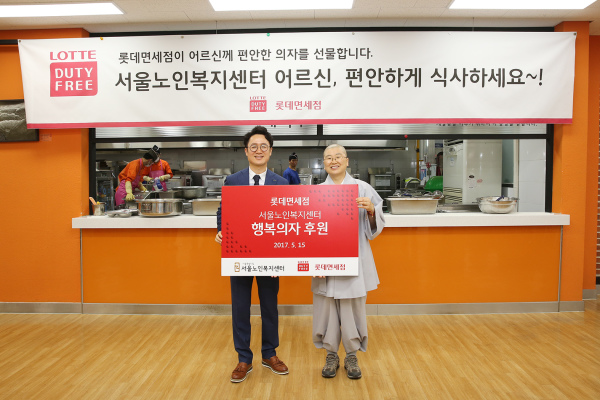 LOTTE
DUTY
FREE
롯데면세점이 어르신께 편안한 의자를 선물합니다.
서울노인복지센터 어르신, 편안하게 식사하세요~!
LOTTE
DUTY
FREE
롯데면세점
롯데면세점
서울노인복지센터
행복의자 후원
2017. 5. 15
서울노인복지센터
롯데면세점